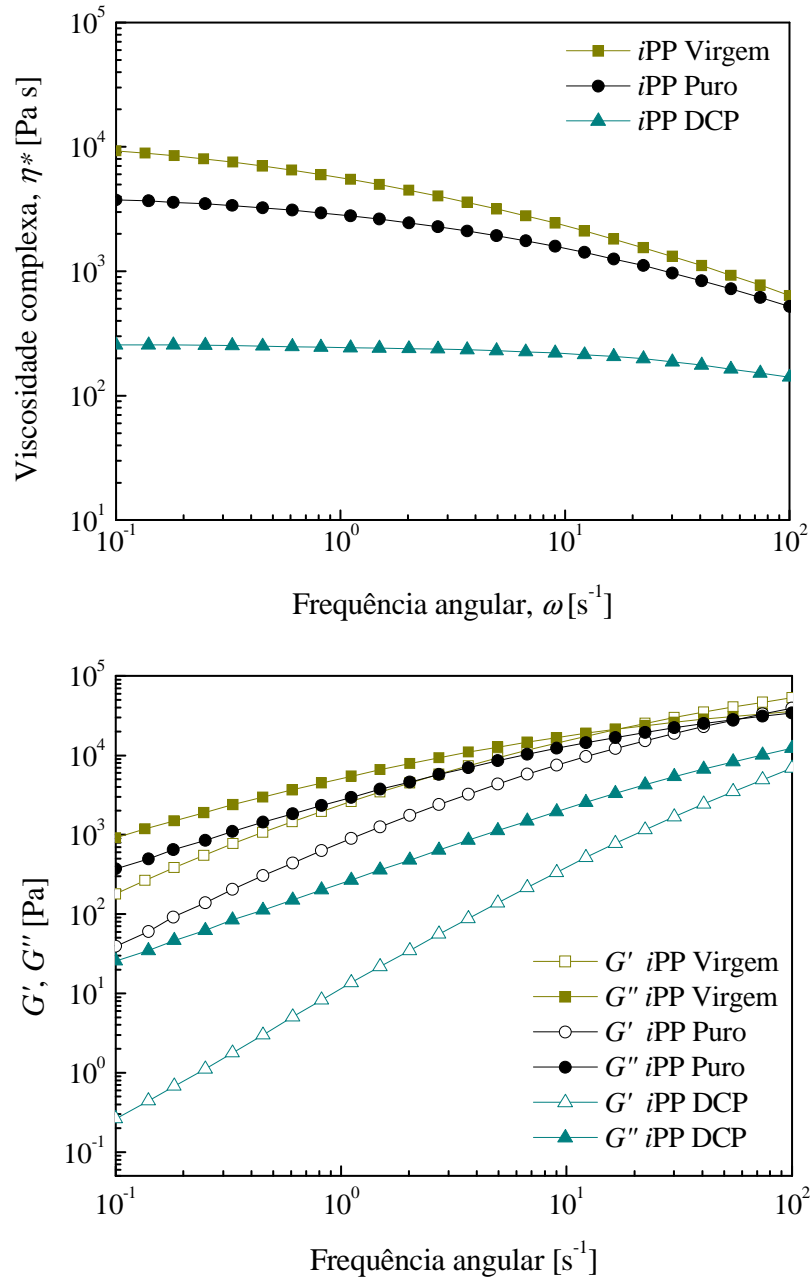 10^5
10^4
10^3
10^2
10^1
Viscosidade complexa, η* [Pa s]
iPP Virgem
iPP Puro
iPP DCP
10^-1
10^0
10^1
10^2
Frequência angular, ω [s^-1]
10^5
10^4
10^3
10^2
10^1
10^0
10^-1
G', G'' [Pa]
G' iPP Virgem
G'' iPP Virgem
G' iPP Puro
G'' iPP Puro
G' iPP DCP
G'' iPP DCP
10^-1
10^0
10^1
10^2
Frequência angular [s^-1]